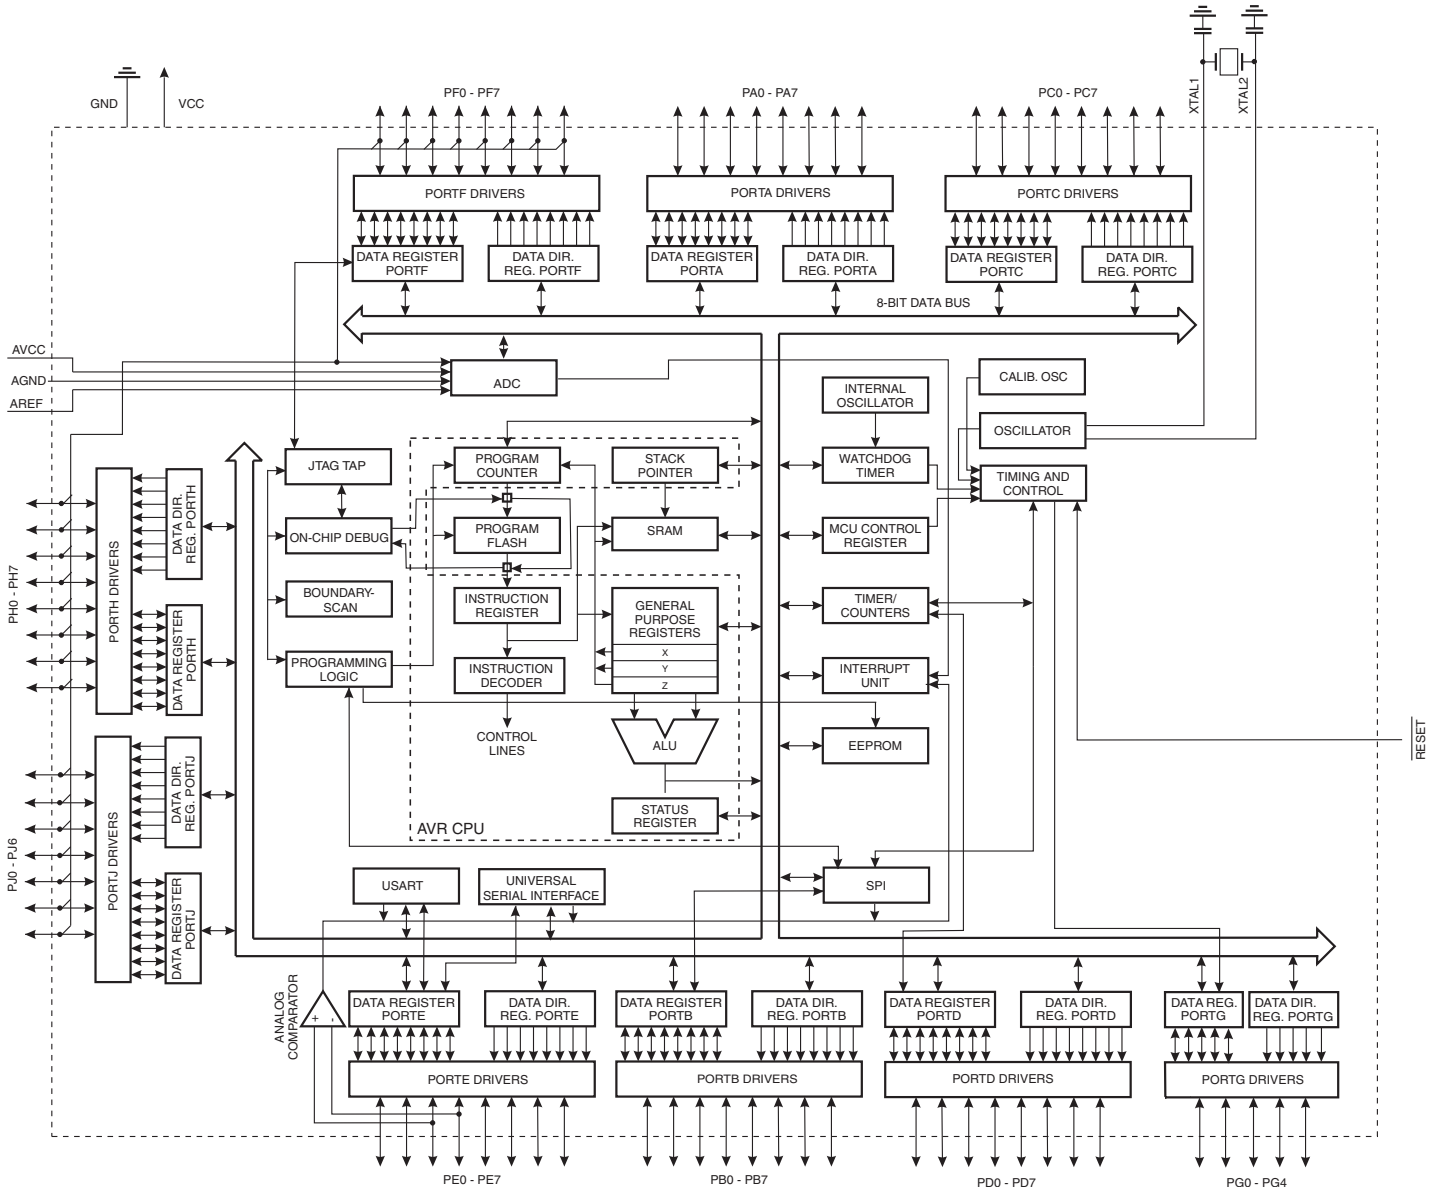 XTAL1
XTAL2
GND
VCC
PF0 - PF7
PA0 - PA7
PC0 - PC7
PORTF DRIVERS
PORTA DRIVERS
PORTC DRIVERS
DATA REGISTER
PORTF
DATA DIR.
REG. PORTF
DATA REGISTER
PORTA
DATA DIR.
REG. PORTA
DATA REGISTER
PORTC
DATA DIR.
REG. PORTC
8-BIT DATA BUS
AVCC
AGND
AREF
ADC
INTERNAL
OSCILLATOR
CALIB. OSC
OSCILLATOR
JTAG TAP
PROGRAM
COUNTER
STACK
POINTER
WATCHDOG
TIMER
TIMING AND
CONTROL
ON-CHIP DEBUG
PROGRAM
FLASH
SRAM
MCU CONTROL
REGISTER
BOUNDARY-
SCAN
INSTRUCTION
REGISTER
GENERAL
PURPOSE
REGISTERS
X
Y
Z
TIMER/
COUNTERS
PROGRAMMING
LOGIC
INSTRUCTION
DECODER
INTERRUPT
UNIT
CONTROL
LINES
ALU
EEPROM
RESET
STATUS
REGISTER
AVR CPU
PH0 - PH7
PORTH DRIVERS
DATA DIR.
REG. PORTH
DATA REGISTER
PORTH
PJ0 - PJ6
PORTJ DRIVERS
DATA DIR.
REG. PORTJ
DATA REGISTER
PORTJ
USART
UNIVERSAL
SERIAL INTERFACE
SPI
ANALOG
COMPARATOR
+
-
DATA REGISTER
PORTE
DATA DIR.
REG. PORTE
DATA REGISTER
PORTB
DATA DIR.
REG. PORTB
DATA REGISTER
PORTD
DATA DIR.
REG. PORTD
DATA REG.
PORTG
DATA DIR.
REG. PORTG
PORTE DRIVERS
PORTB DRIVERS
PORTD DRIVERS
PORTG DRIVERS
PE0 - PE7
PB0 - PB7
PD0 - PD7
PG0 - PG4